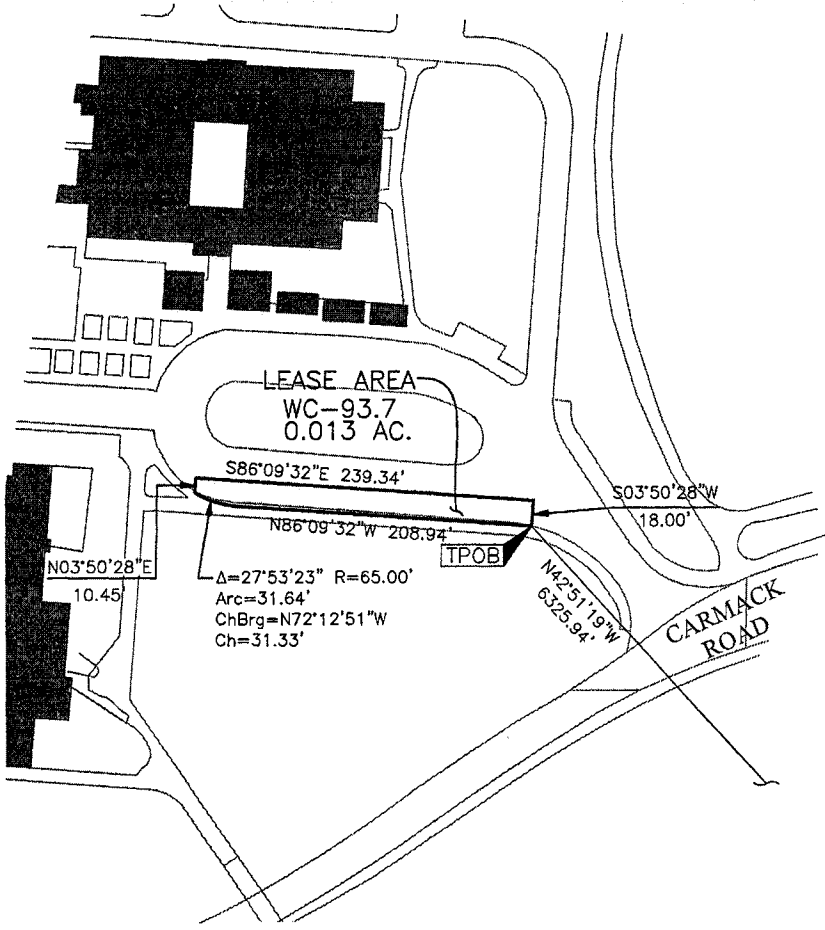 LEASE AREA
WC-93.7
0.013 AC.
S86°09'32"E 239.34'
S03°50'28"W
18.00'
N86°09'32"W 208.94'
TPOB
N03°50'28"E
10.45'
Δ=27°53'23" R=65.00'
Arc=31.64'
ChBrg=N72°12'51"W
Ch=31.33'
N42°51'19"W
6325.94'
CARMACK
ROAD